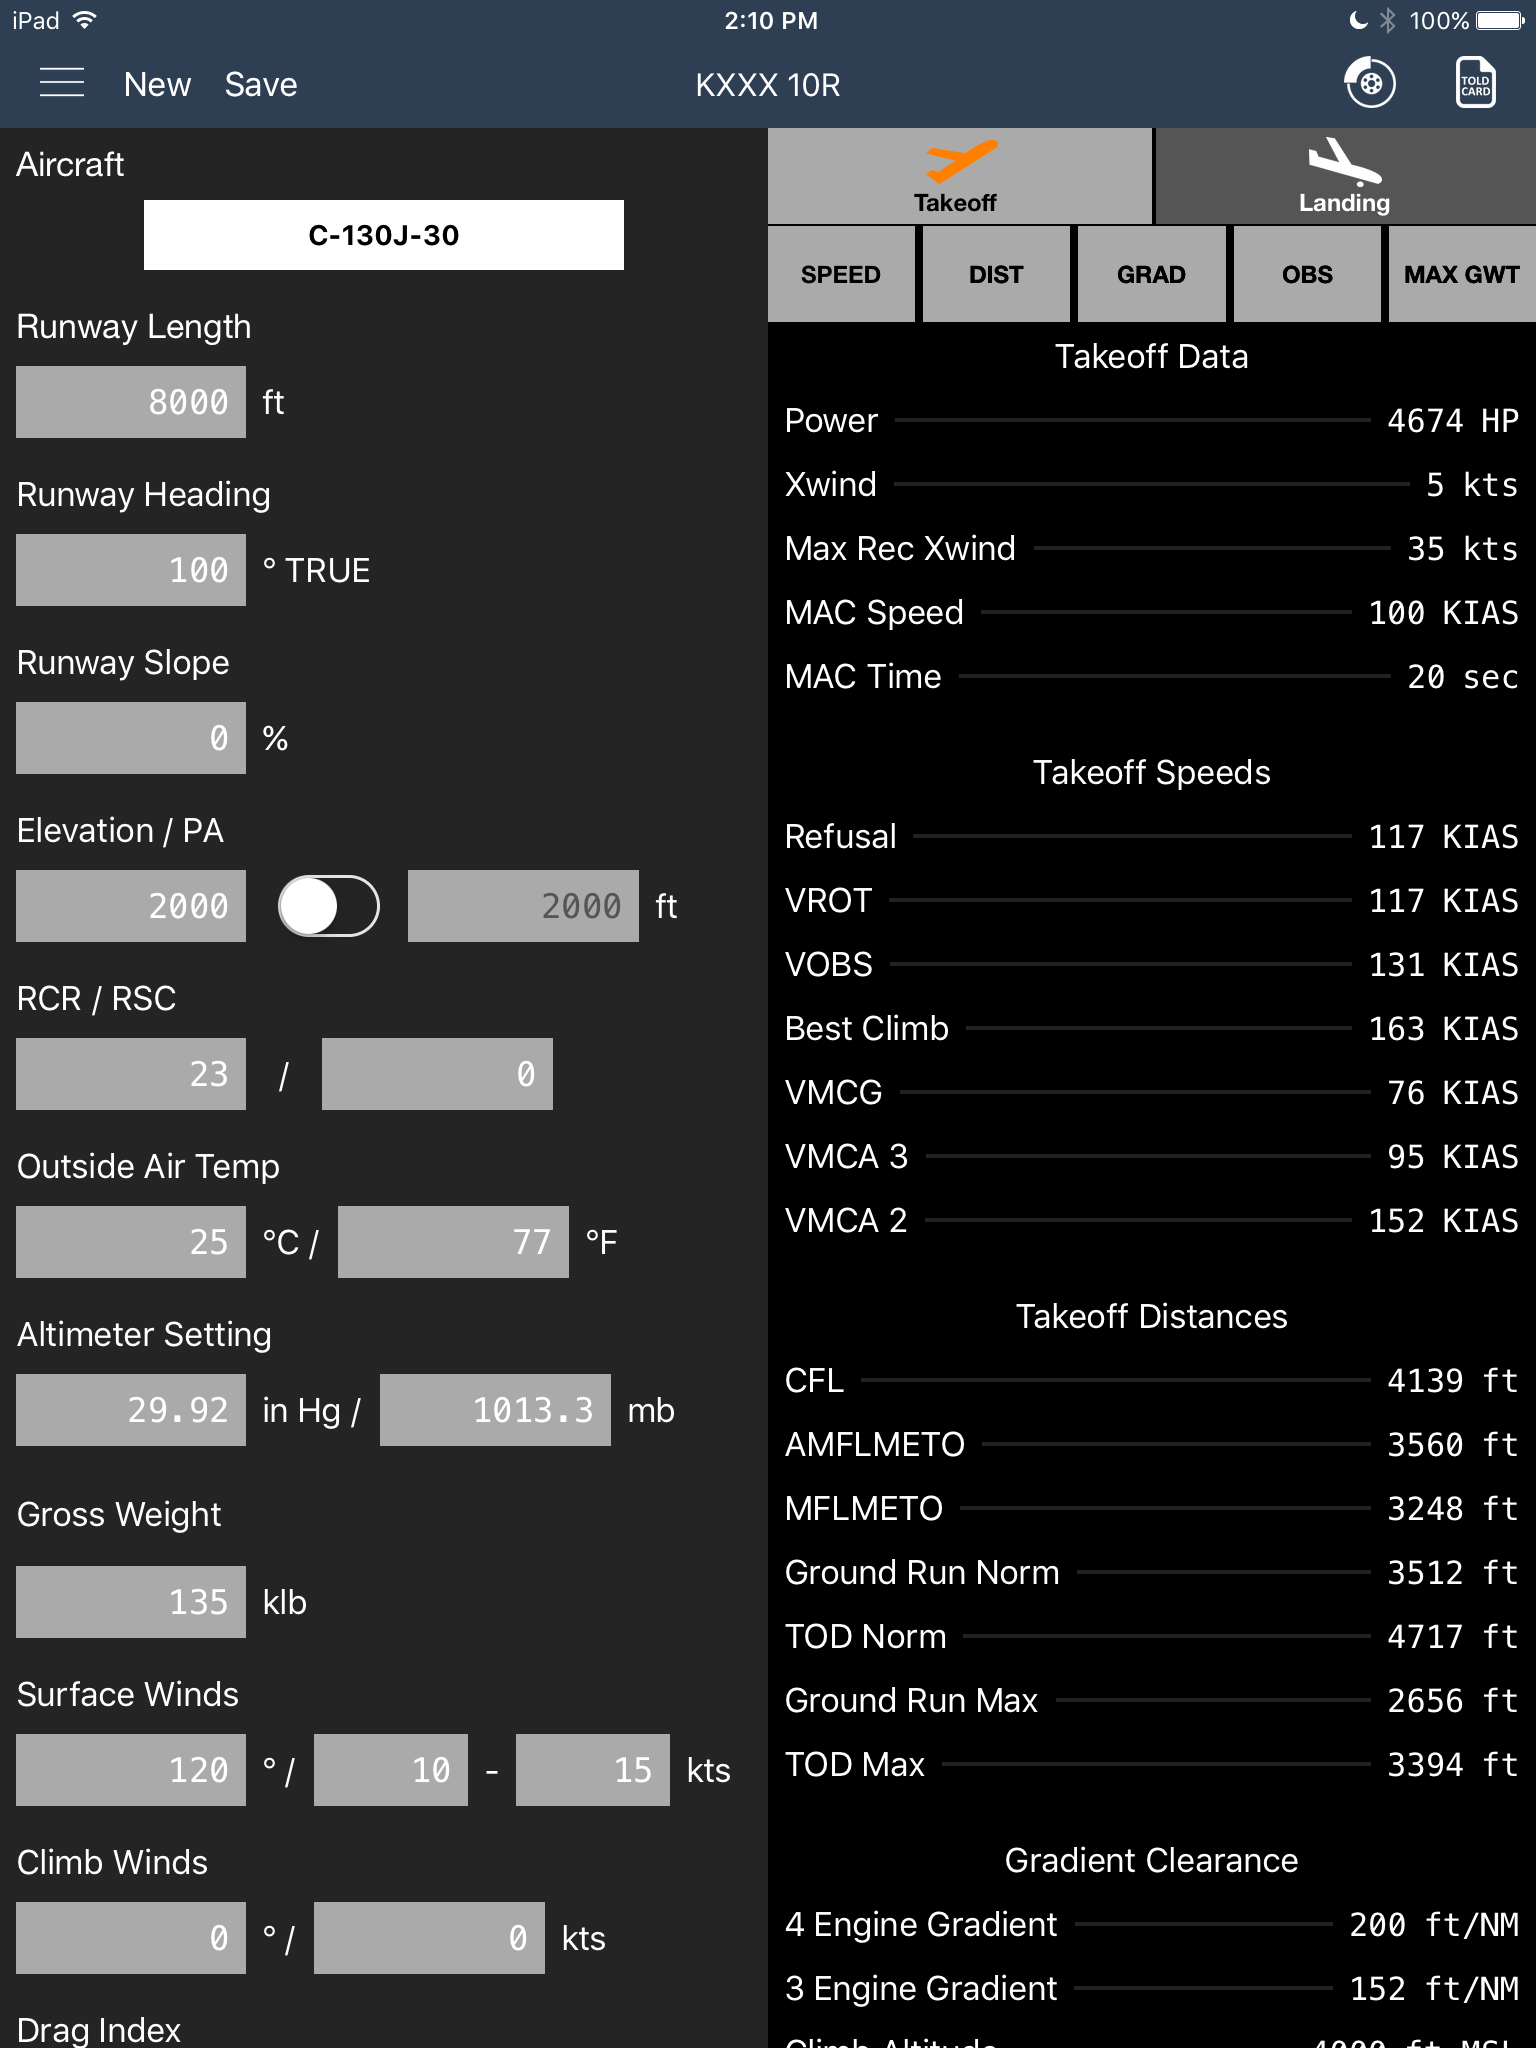 iPad 2:10 PM 100%
New Save KXXX 10R TOLD CARD
Aircraft
C-130J-30
Runway Length
8000 ft
Runway Heading
100 ° TRUE
Runway Slope
0 %
Elevation / PA
2000 2000 ft
RCR / RSC
23 / 0
Outside Air Temp
25 °C / 77 °F
Altimeter Setting
29.92 in Hg / 1013.3 mb
Gross Weight
135 klb
Surface Winds
120 ° / 10 - 15 kts
Climb Winds
0 ° / 0 kts
Drag Index
Takeoff Landing
SPEED DIST GRAD OBS MAX GWT
Takeoff Data
Power 4674 HP
Xwind 5 kts
Max Rec Xwind 35 kts
MAC Speed 100 KIAS
MAC Time 20 sec
Takeoff Speeds
Refusal 117 KIAS
VROT 117 KIAS
VOBS 131 KIAS
Best Climb 163 KIAS
VMCG 76 KIAS
VMCA 3 95 KIAS
VMCA 2 152 KIAS
Takeoff Distances
CFL 4139 ft
AMFLMETO 3560 ft
MFLMETO 3248 ft
Ground Run Norm 3512 ft
TOD Norm 4717 ft
Ground Run Max 2656 ft
TOD Max 3394 ft
Gradient Clearance
4 Engine Gradient 200 ft/NM
3 Engine Gradient 152 ft/NM
Climb Altitude 4000 ft MSL